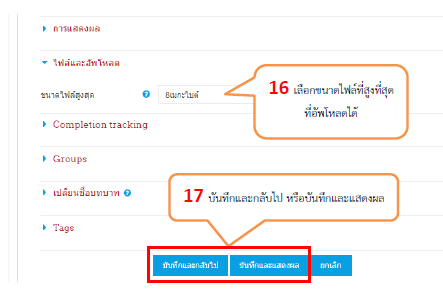 การแสดงผล
ไฟล์และอัพโหลด
ขนาดไฟล์สูงสุด 8เมกะไบต์
16 เลือกขนาดไฟล์ที่สูงที่สุด
ที่อัพโหลดได้
Completion tracking
Groups
เปลี่ยนชื่อบทบาท
17 บันทึกและกลับไป หรือบันทึกและแสดงผล
Tags
บันทึกและกลับไป บันทึกและแสดงผล ยกเลิก